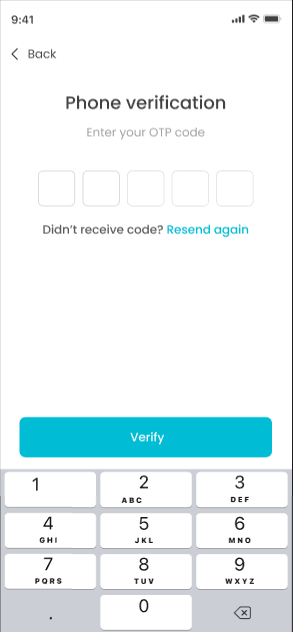 9:41
Back
Phone verification
Enter your OTP code
Didn’t receive code? Resend again
Verify
1 2 3
ABC DEF
4 5 6
GHI JKL MNO
7 8 9
PQRS TUV WXYZ
. 0